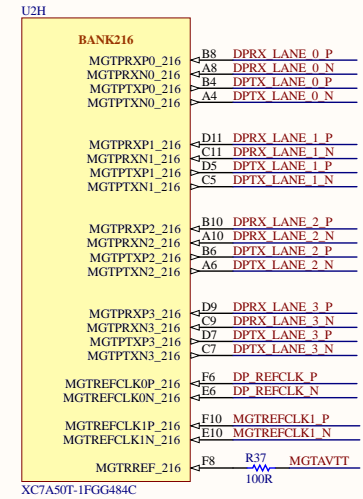 U2H
BANK216
MGTPRXP0_216 B8 DPRX_LANE_0_P
MGTPRXN0_216 A8 DPRX_LANE_0_N
MGTPTXP0_216 B4 DPTX_LANE_0_P
MGTPTXN0_216 A4 DPTX_LANE_0_N
MGTPRXP1_216 D11 DPRX_LANE_1_P
MGTPRXN1_216 C11 DPRX_LANE_1_N
MGTPTXP1_216 D5 DPTX_LANE_1_P
MGTPTXN1_216 C5 DPTX_LANE_1_N
MGTPRXP2_216 B10 DPRX_LANE_2_P
MGTPRXN2_216 A10 DPRX_LANE_2_N
MGTPTXP2_216 B6 DPTX_LANE_2_P
MGTPTXN2_216 A6 DPTX_LANE_2_N
MGTPRXP3_216 D9 DPRX_LANE_3_P
MGTPRXN3_216 C9 DPRX_LANE_3_N
MGTPTXP3_216 D7 DPTX_LANE_3_P
MGTPTXN3_216 C7 DPTX_LANE_3_N
MGTREFCLK0P_216 F6 DP_REFCLK_P
MGTREFCLK0N_216 E6 DP_REFCLK_N
MGTREFCLK1P_216 F10 MGTREFCLK1_P
MGTREFCLK1N_216 E10 MGTREFCLK1_N
MGTRREF_216 F8 R37 MGTAVTT
100R
XC7A50T-1FGG484C